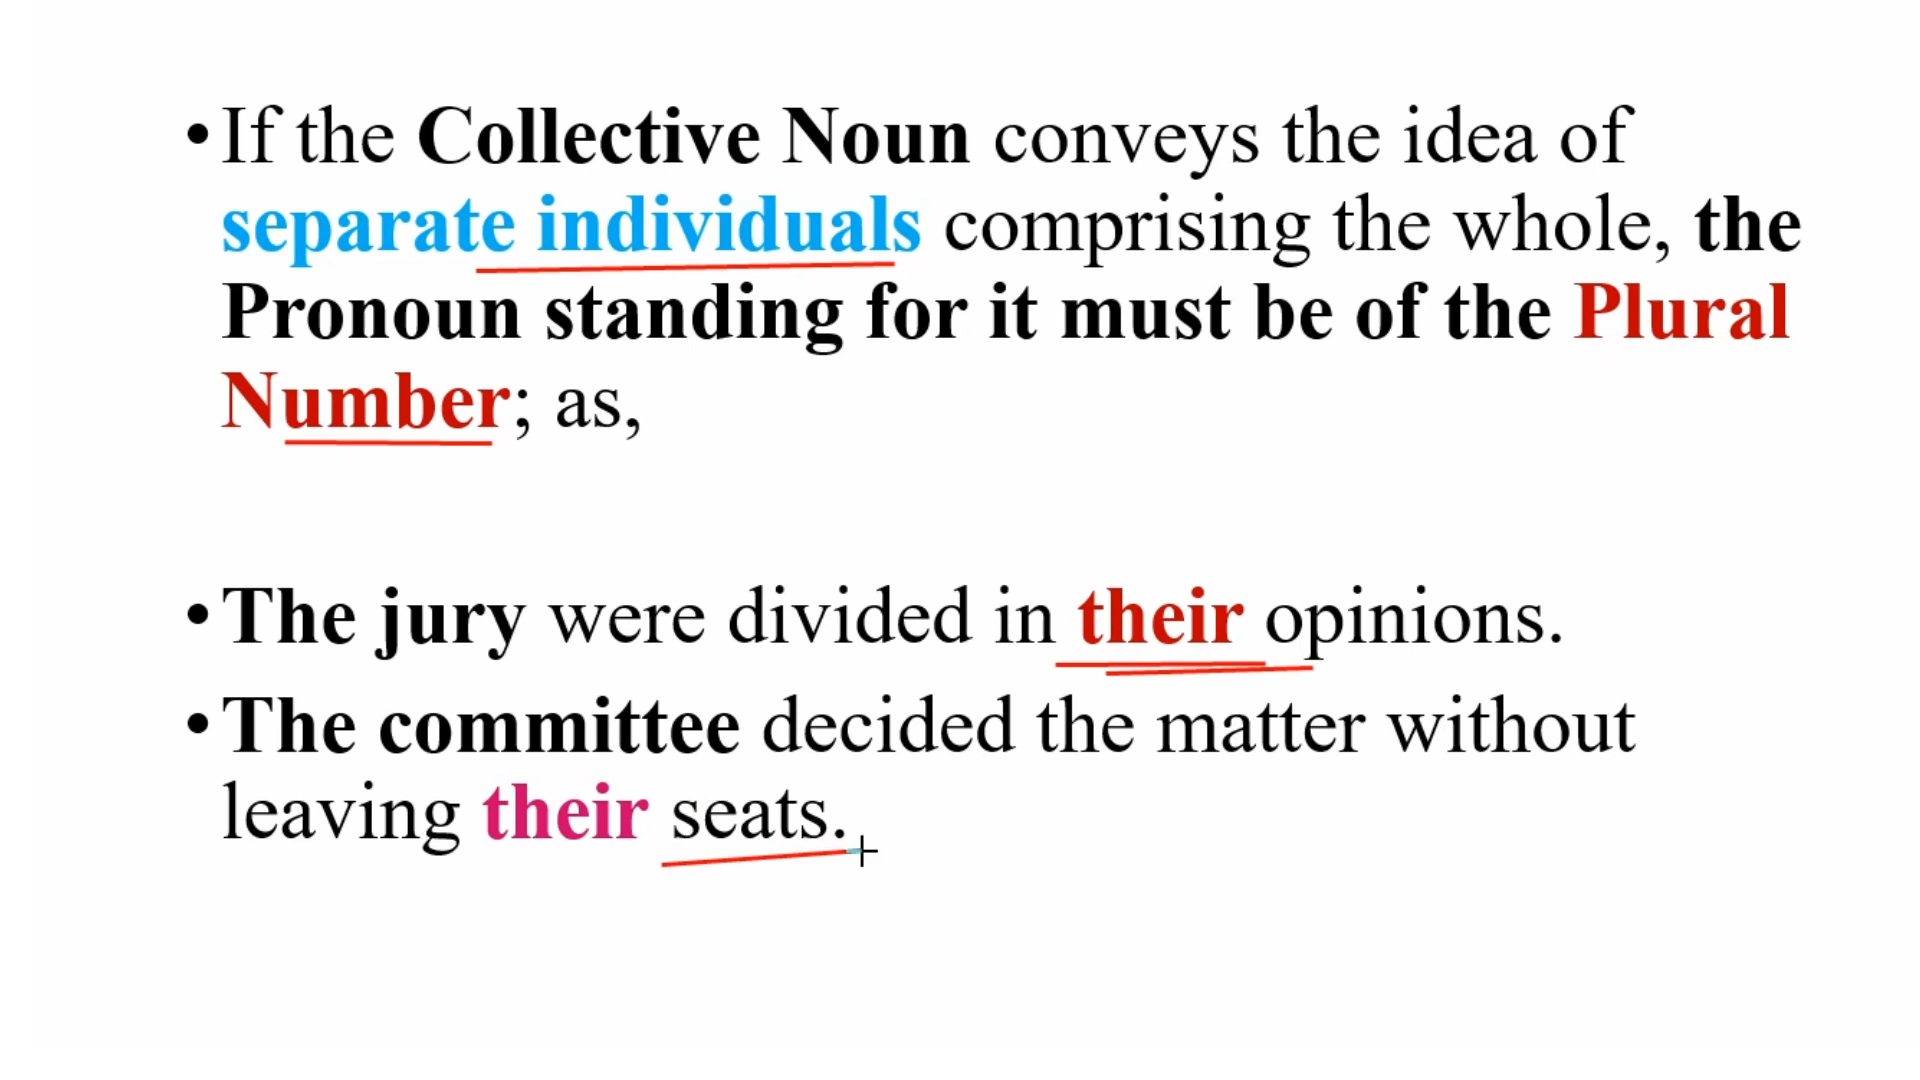 •If the Collective Noun conveys the idea of
separate individuals comprising the whole, the
Pronoun standing for it must be of the Plural
Number; as,
•The jury were divided in their opinions.
•The committee decided the matter without
leaving their seats.